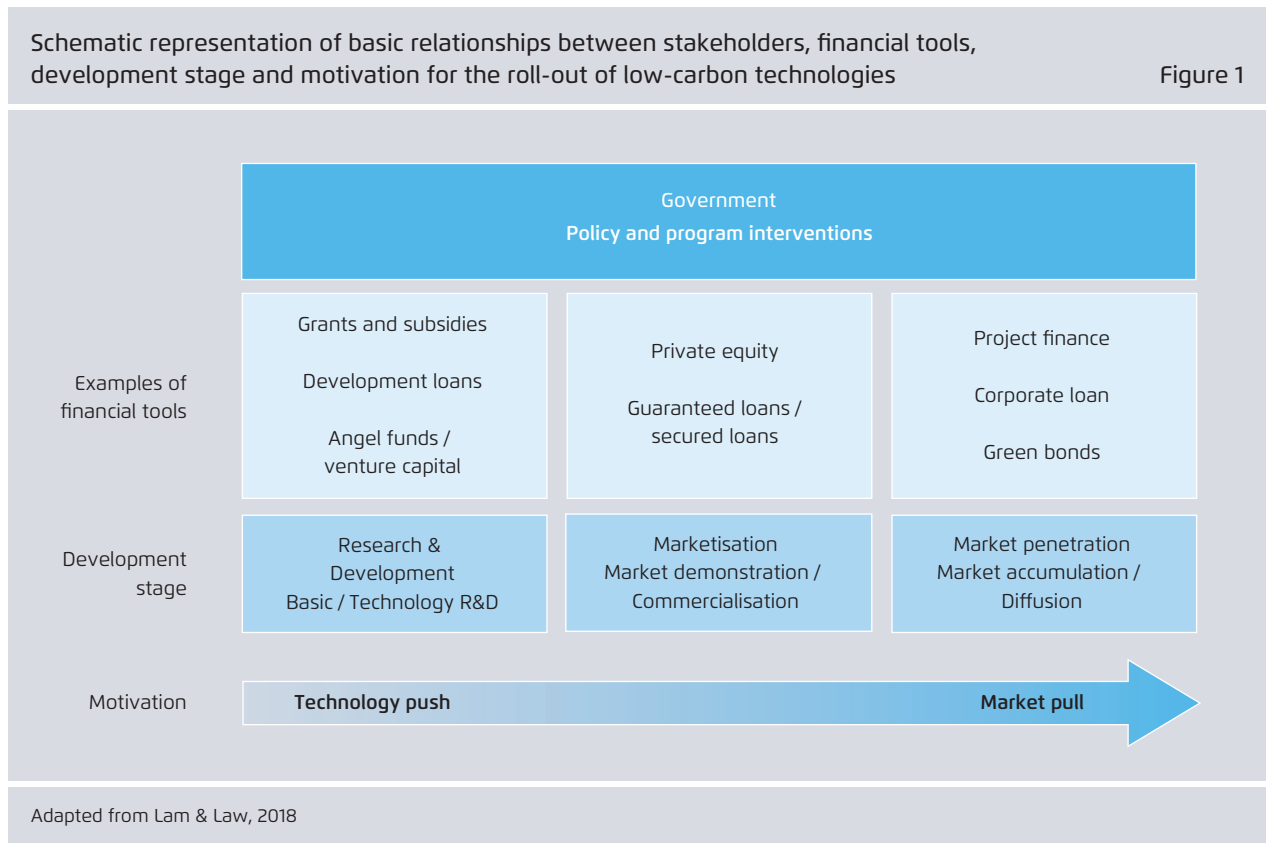 Schematic representation of basic relationships between stakeholders, financial tools,
development stage and motivation for the roll-out of low-carbon technologies
Figure 1
Government
Policy and program interventions
Examples of
financial tools
Grants and subsidies
Development loans
Angel funds /
venture capital
Private equity
Guaranteed loans /
secured loans
Project finance
Corporate loan
Green bonds
Development
stage
Research &
Development
Basic / Technology R&D
Marketisation
Market demonstration /
Commercialisation
Market penetration
Market accumulation /
Diffusion
Motivation
Technology push
Market pull
Adapted from Lam & Law, 2018